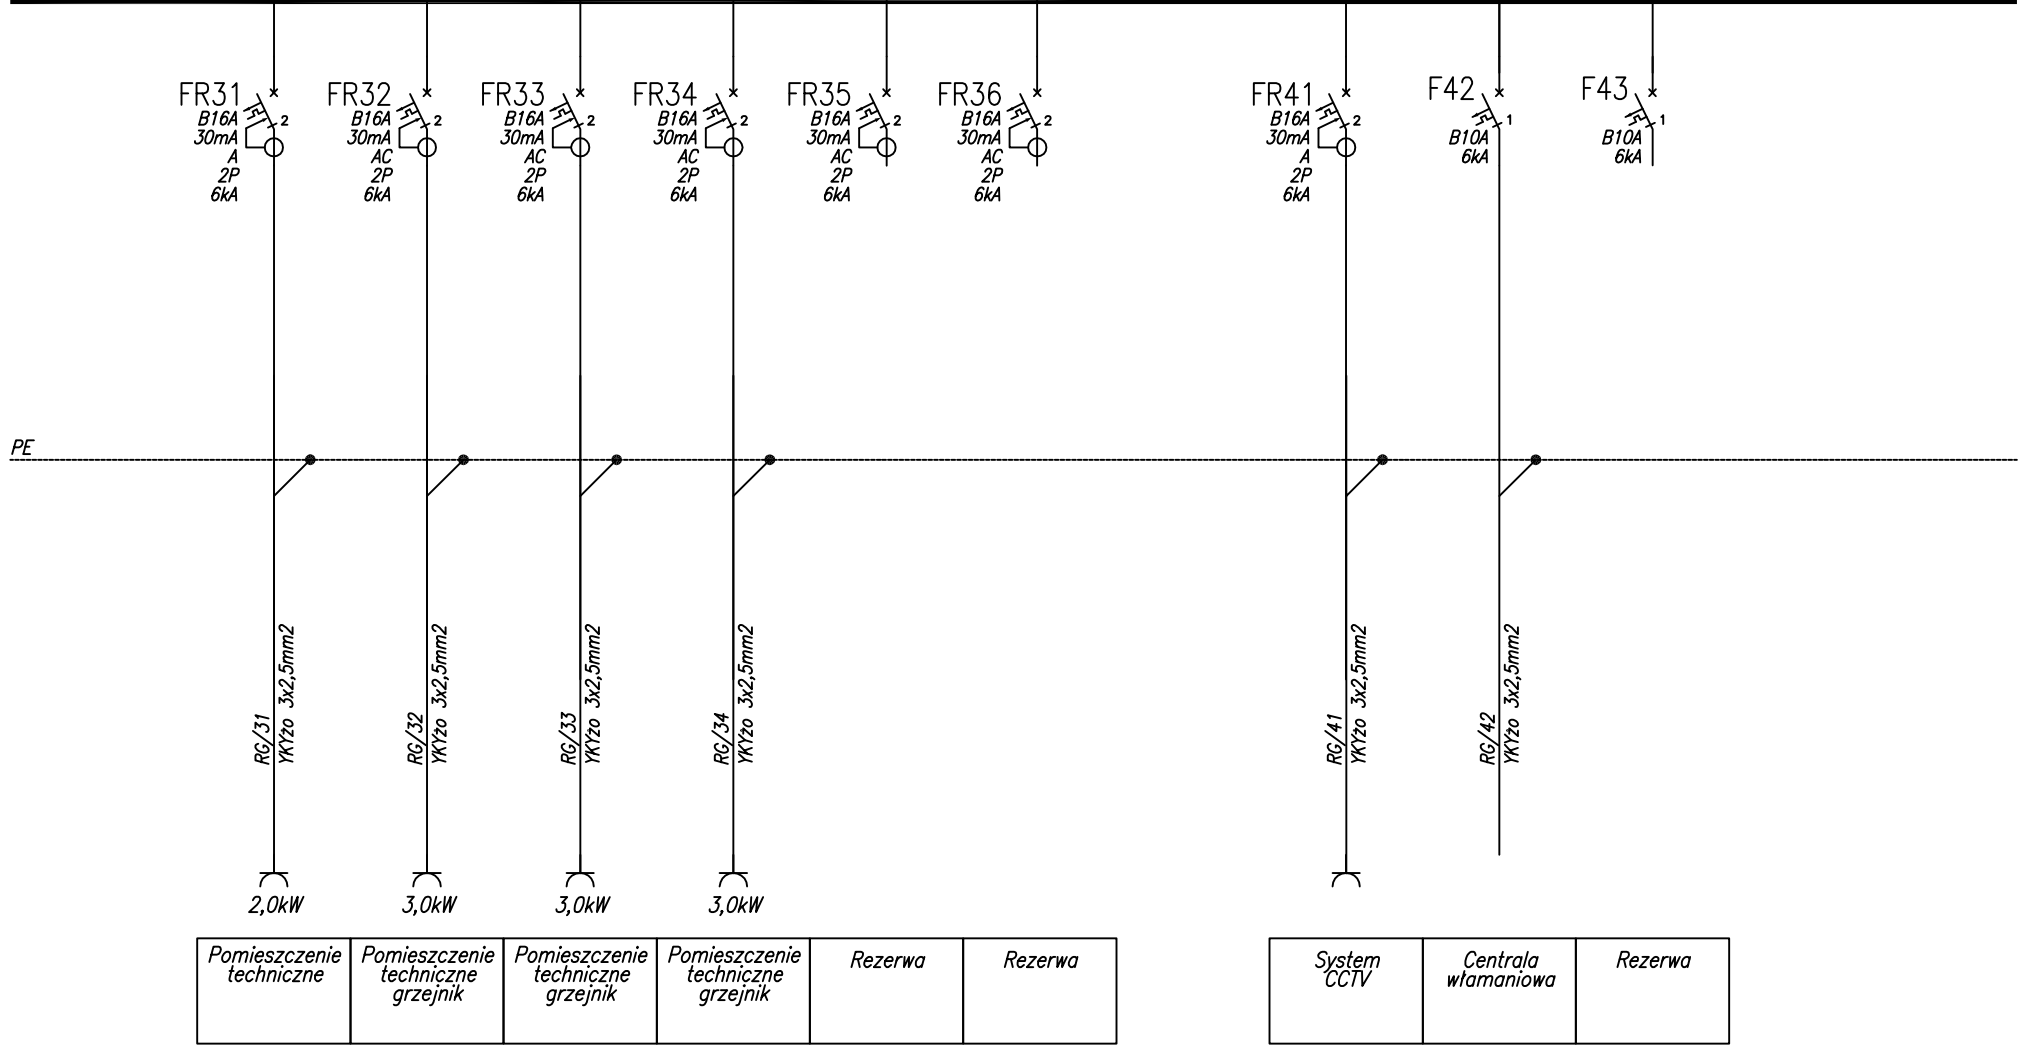 FR31
B16A
30mA
A
2P
6kA
2
FR32
B16A
30mA
AC
2P
6kA
2
FR33
B16A
30mA
AC
2P
6kA
2
FR34
B16A
30mA
AC
2P
6kA
2
FR35
B16A
30mA
AC
2P
6kA
2
FR36
B16A
30mA
AC
2P
6kA
2
FR41
B16A
30mA
A
2P
6kA
2
F42
B10A
6kA
1
F43
B10A
6kA
1
PE
RG/31
YKYżo 3x2,5mm2
RG/32
YKYżo 3x2,5mm2
RG/33
YKYżo 3x2,5mm2
RG/34
YKYżo 3x2,5mm2
RG/41
YKYżo 3x2,5mm2
RG/42
YKYżo 3x2,5mm2
2,0kW
3,0kW
3,0kW
3,0kW
Pomieszczenie
techniczne
Pomieszczenie
techniczne
grzejnik
Pomieszczenie
techniczne
grzejnik
Pomieszczenie
techniczne
grzejnik
Rezerwa
Rezerwa
System
CCTV
Centrala
włamaniowa
Rezerwa